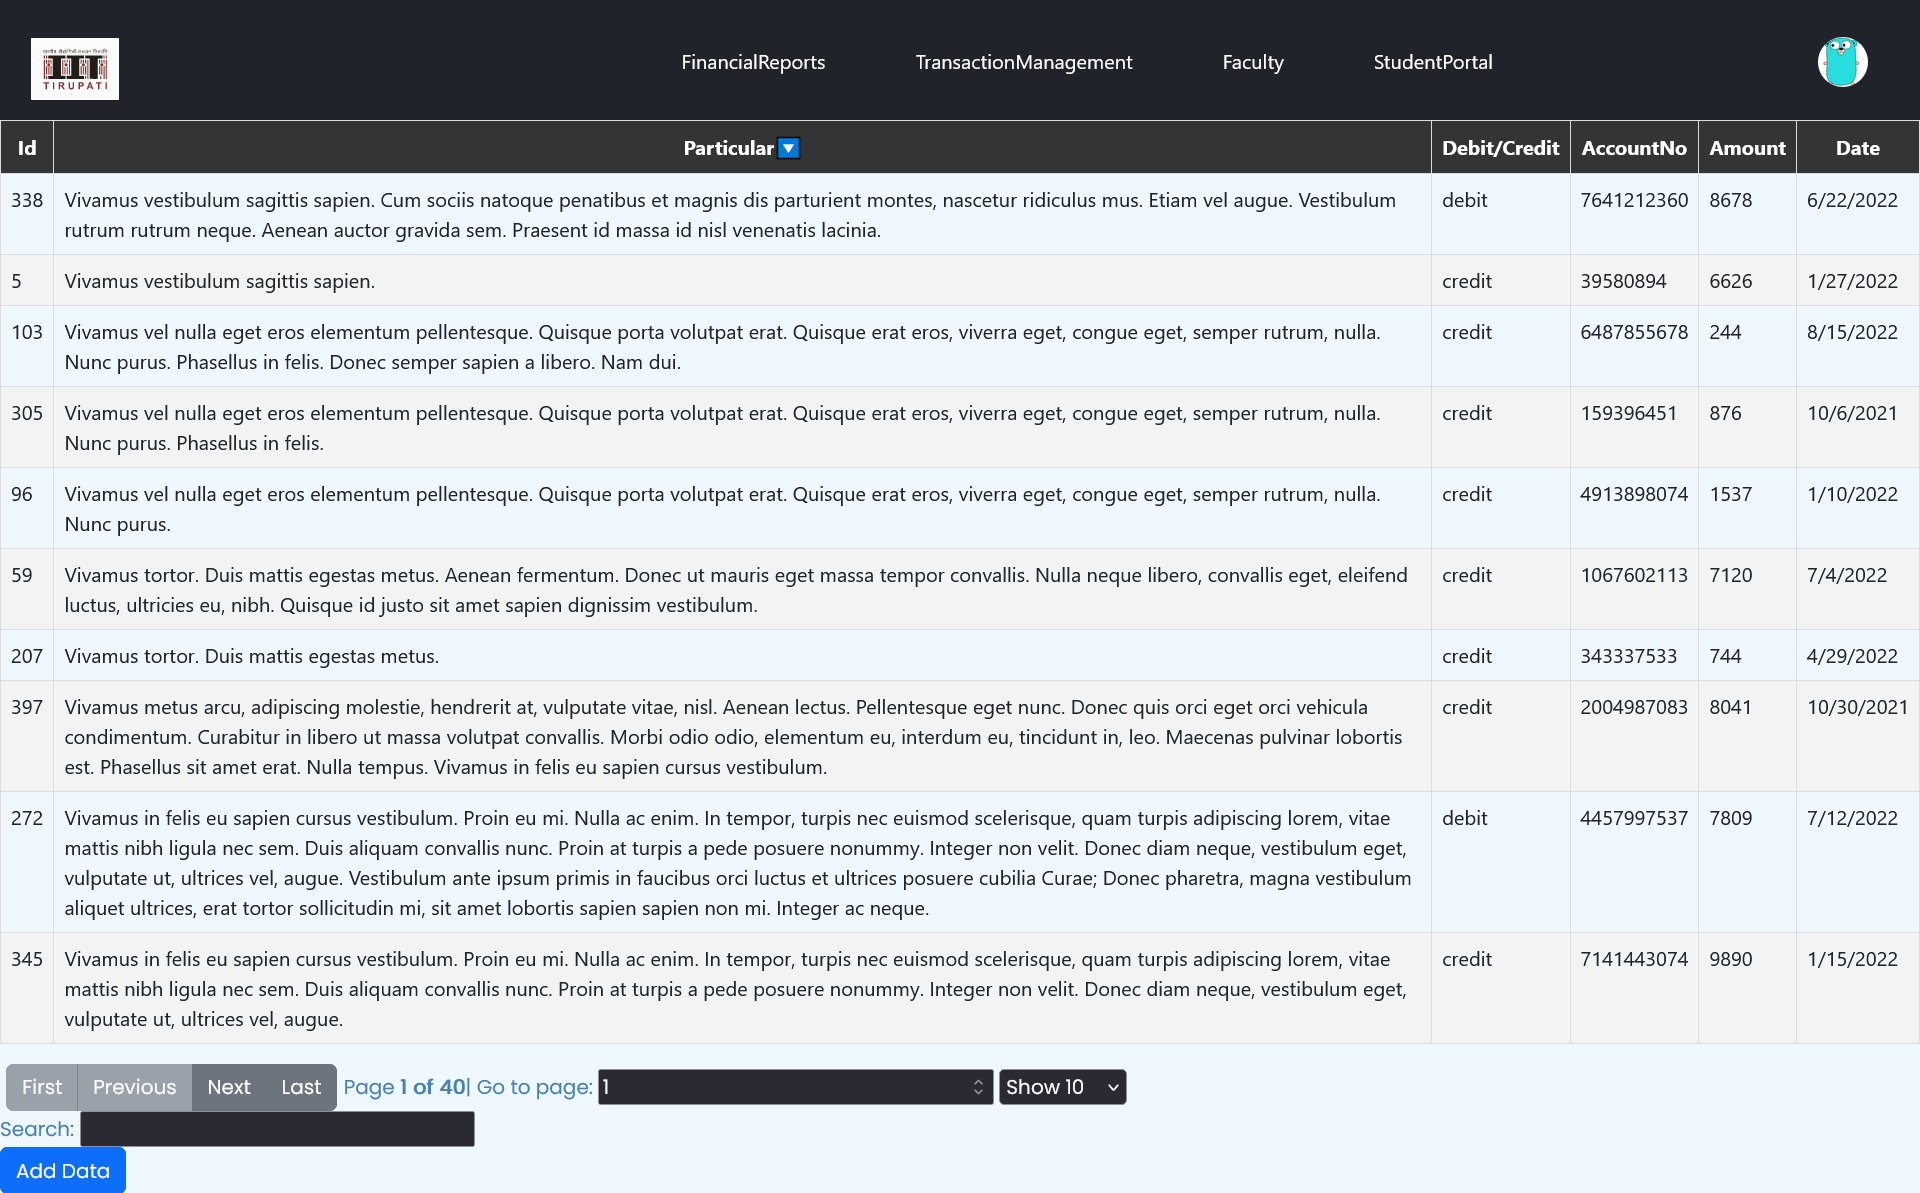 IIT
TIRUPATI
FinancialReports
TransactionManagement
Faculty
StudentPortal
Id Particular Debit/Credit AccountNo Amount Date
338 Vivamus vestibulum sagittis sapien. Cum sociis natoque penatibus et magnis dis parturient montes, nascetur ridiculus mus. Etiam vel augue. Vestibulum debit 7641212360 8678 6/22/2022
rutrum rutrum neque. Aenean auctor gravida sem. Praesent id massa id nisl venenatis lacinia.
5 Vivamus vestibulum sagittis sapien. credit 39580894 6626 1/27/2022
103 Vivamus vel nulla eget eros elementum pellentesque. Quisque porta volutpat erat. Quisque erat eros, viverra eget, congue eget, semper rutrum, nulla. credit 6487855678 244 8/15/2022
Nunc purus. Phasellus in felis. Donec semper sapien a libero. Nam dui.
305 Vivamus vel nulla eget eros elementum pellentesque. Quisque porta volutpat erat. Quisque erat eros, viverra eget, congue eget, semper rutrum, nulla. credit 159396451 876 10/6/2021
Nunc purus. Phasellus in felis.
96 Vivamus vel nulla eget eros elementum pellentesque. Quisque porta volutpat erat. Quisque erat eros, viverra eget, congue eget, semper rutrum, nulla. credit 4913898074 1537 1/10/2022
Nunc purus.
59 Vivamus tortor. Duis mattis egestas metus. Aenean fermentum. Donec ut mauris eget massa tempor convallis. Nulla neque libero, convallis eget, eleifend credit 1067602113 7120 7/4/2022
luctus, ultricies eu, nibh. Quisque id justo sit amet sapien dignissim vestibulum.
207 Vivamus tortor. Duis mattis egestas metus. credit 343337533 744 4/29/2022
397 Vivamus metus arcu, adipiscing molestie, hendrerit at, vulputate vitae, nisl. Aenean lectus. Pellentesque eget nunc. Donec quis orci eget orci vehicula credit 2004987083 8041 10/30/2021
condimentum. Curabitur in libero ut massa volutpat convallis. Morbi odio odio, elementum eu, interdum eu, tincidunt in, leo. Maecenas pulvinar lobortis
est. Phasellus sit amet erat. Nulla tempus. Vivamus in felis eu sapien cursus vestibulum.
272 Vivamus in felis eu sapien cursus vestibulum. Proin eu mi. Nulla ac enim. In tempor, turpis nec euismod scelerisque, quam turpis adipiscing lorem, vitae debit 4457997537 7809 7/12/2022
mattis nibh ligula nec sem. Duis aliquam convallis nunc. Proin at turpis a pede posuere nonummy. Integer non velit. Donec diam neque, vestibulum eget,
vulputate ut, ultrices vel, augue. Vestibulum ante ipsum primis in faucibus orci luctus et ultrices posuere cubilia Curae; Donec pharetra, magna vestibulum
aliquet ultrices, erat tortor sollicitudin mi, sit amet lobortis sapien sapien non mi. Integer ac neque.
345 Vivamus in felis eu sapien cursus vestibulum. Proin eu mi. Nulla ac enim. In tempor, turpis nec euismod scelerisque, quam turpis adipiscing lorem, vitae credit 7141443074 9890 1/15/2022
mattis nibh ligula nec sem. Duis aliquam convallis nunc. Proin at turpis a pede posuere nonummy. Integer non velit. Donec diam neque, vestibulum eget,
vulputate ut, ultrices vel, augue.
First Previous Next Last Page 1 of 40| Go to page: 1 Show 10
Search:
Add Data